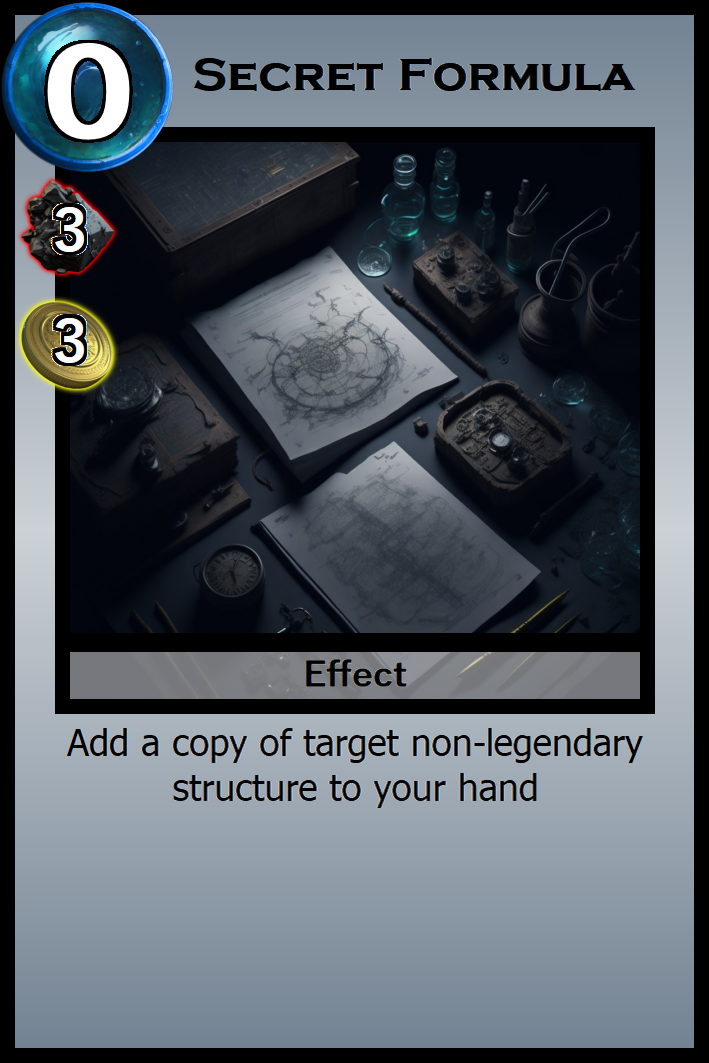 0
Secret Formula
3
3
Effect
Add a copy of target non-legendary
structure to your hand